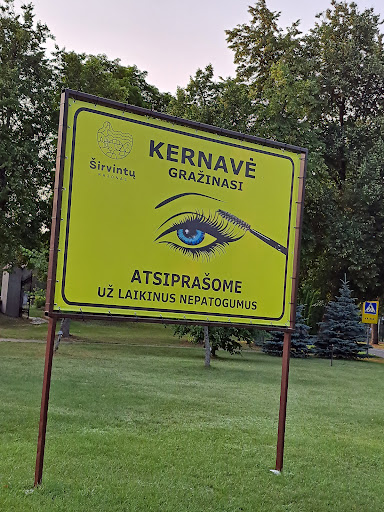 Širvintų
KERNAVĖ
GRAŽINASI
ATSIPRAŠOME
UŽ LAIKINUS NEPATOGUMUS